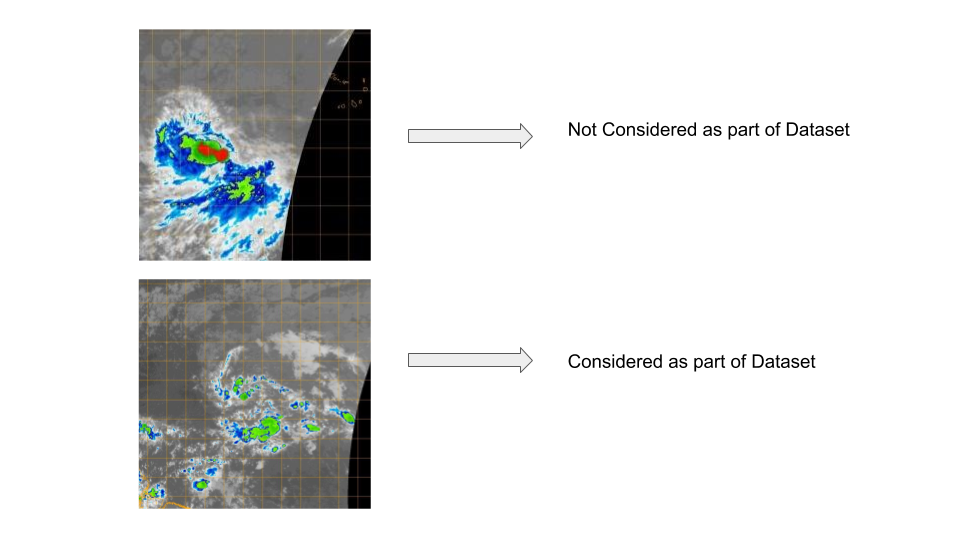 Not Considered as part of Dataset
Considered as part of Dataset